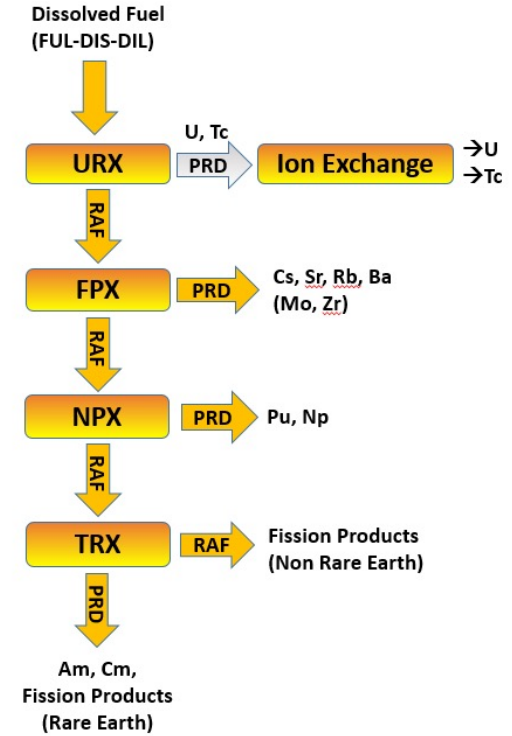 Dissolved Fuel
(FUL-DIS-DIL)
U, Tc
URX
PRD
Ion Exchange
→U
→Tc
RAF
FPX
PRD
Cs, Sr, Rb, Ba
(Mo, Zr)
RAF
NPX
PRD
Pu, Np
RAF
TRX
RAF
Fission Products
(Non Rare Earth)
PRD
Am, Cm,
Fission Products
(Rare Earth)